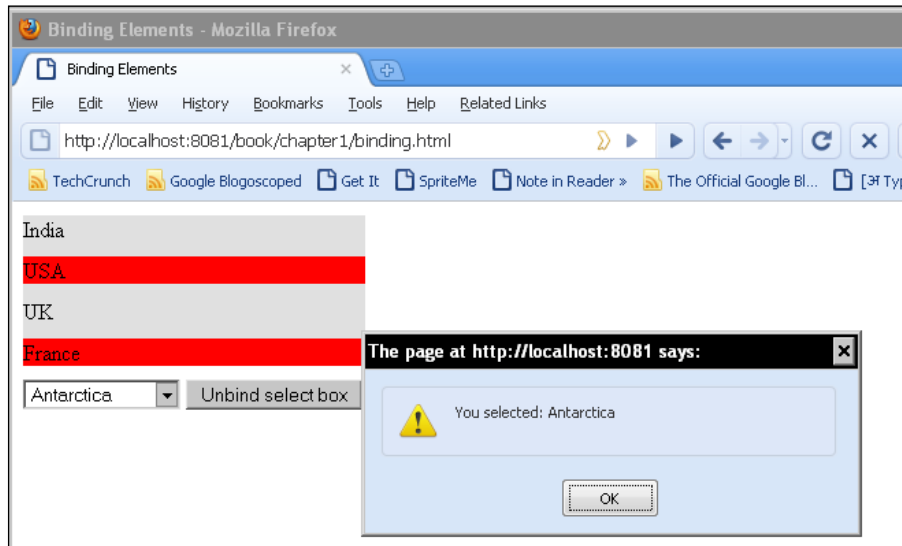 Binding Elements - Mozilla Firefox
Binding Elements
File Edit View History Bookmarks Tools Help Related Links
http://localhost:8081/book/chapter1/binding.html
TechCrunch Google Blogoscoped Get It SpriteMe Note in Reader » The Official Google Bl... [अ Typ
India
USA
UK
France
Antarctica Unbind select box
The page at http://localhost:8081 says:
You selected: Antarctica
OK